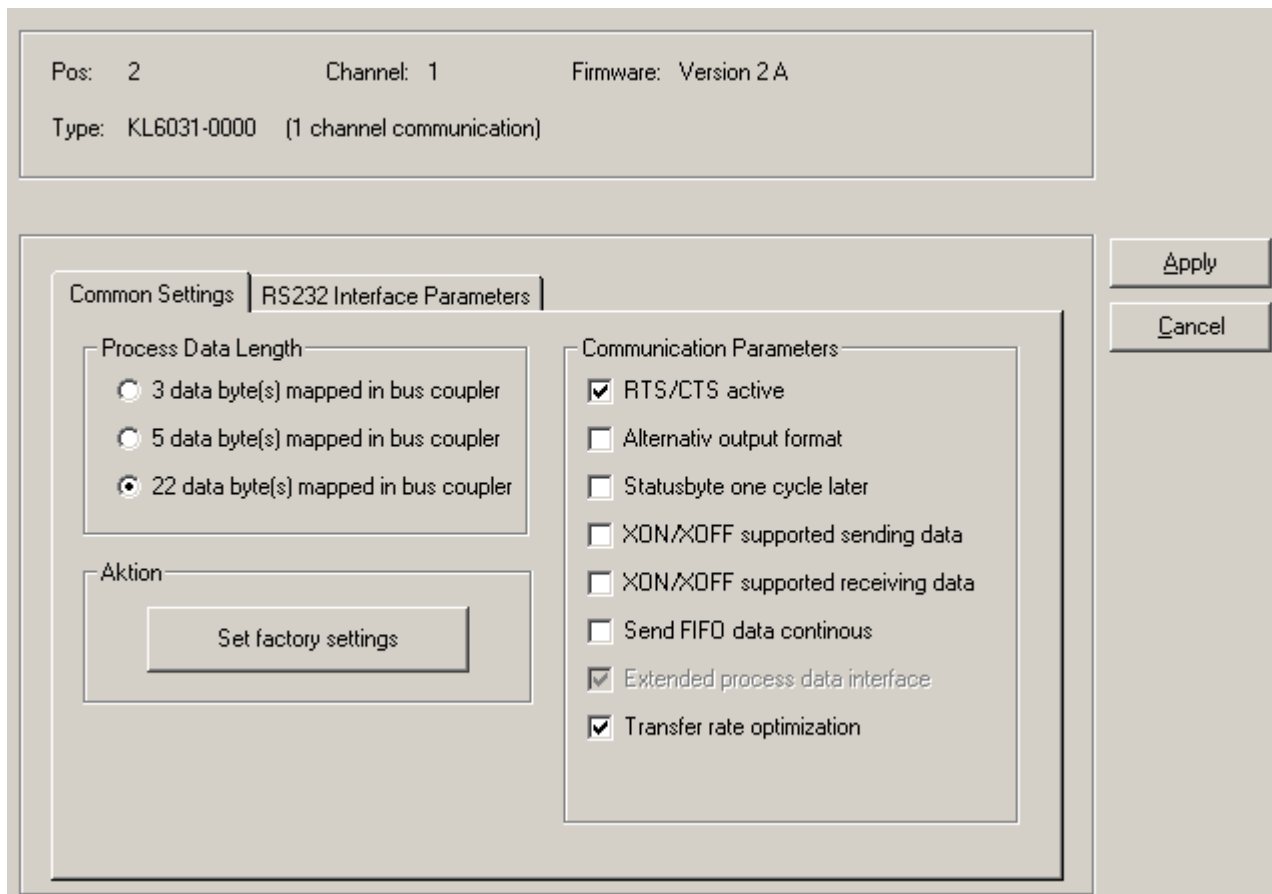 Pos: 2 Channel: 1 Firmware: Version 2 A
Type: KL6031-0000 (1 channel communication)
Apply
Cancel
Common Settings RS232 Interface Parameters
Process Data Length
3 data byte(s) mapped in bus coupler
5 data byte(s) mapped in bus coupler
22 data byte(s) mapped in bus coupler
Aktion
Set factory settings
Communication Parameters
RTS/CTS active
Alternativ output format
Statusbyte one cycle later
XON/XOFF supported sending data
XON/XOFF supported receiving data
Send FIFO data continous
Extended process data interface
Transfer rate optimization